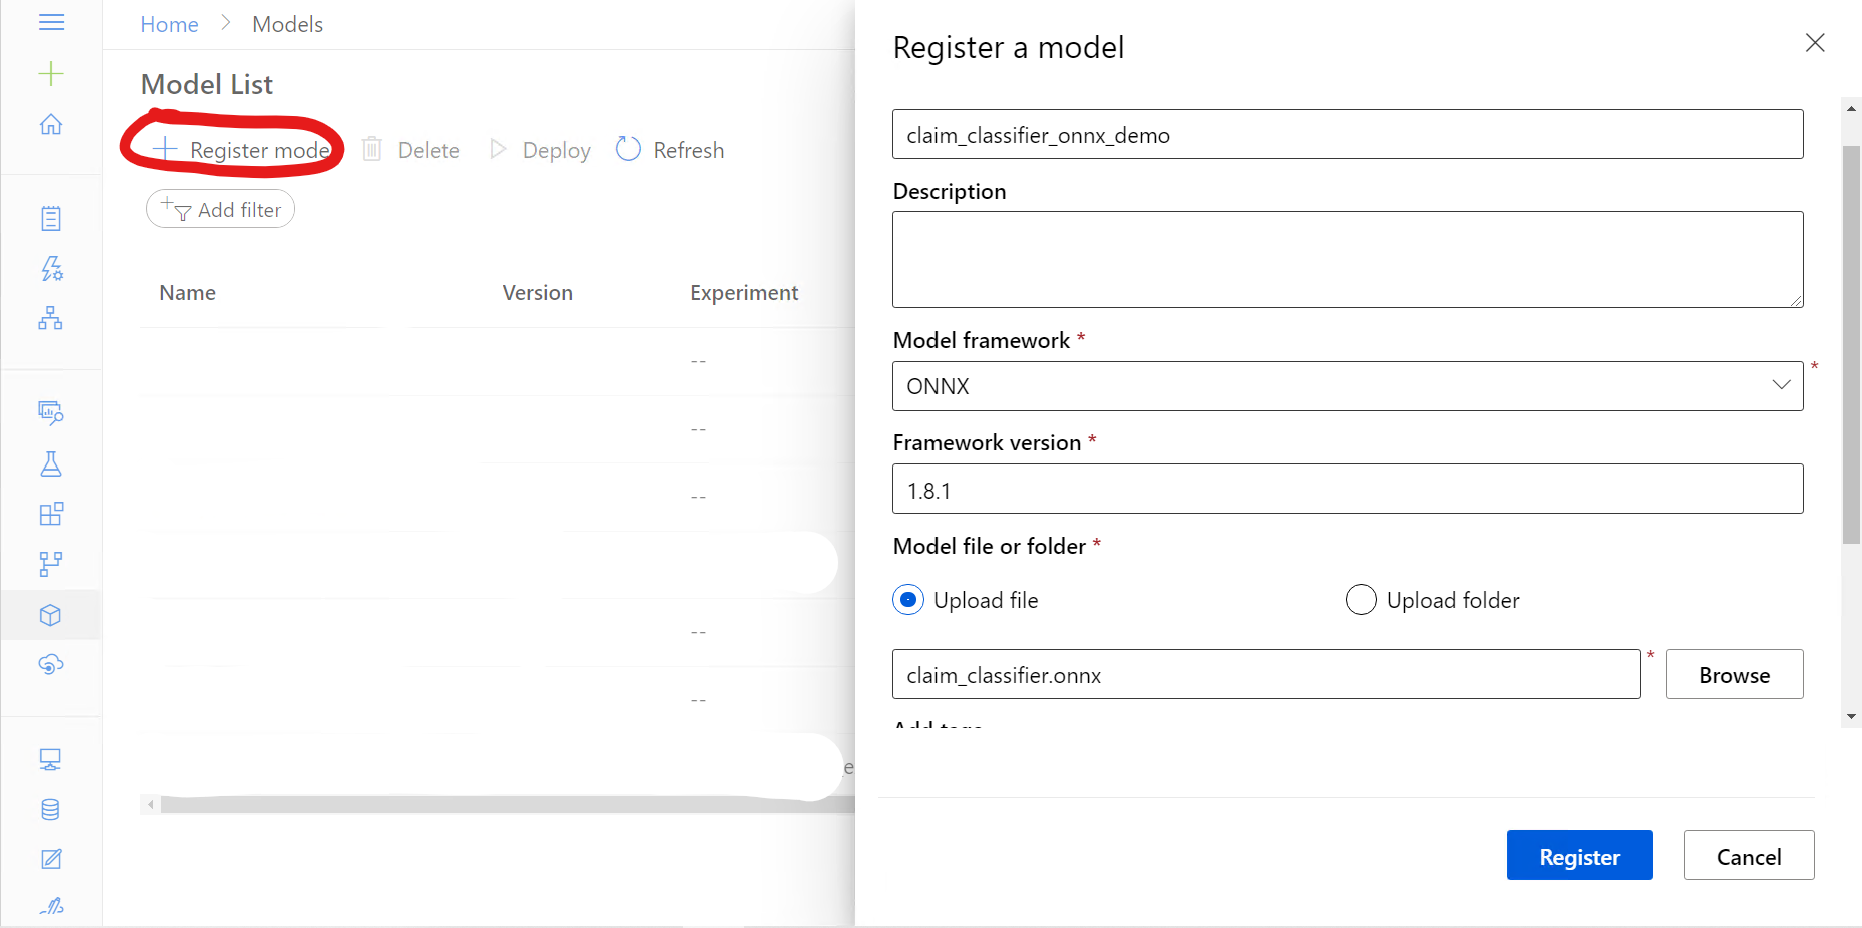 Home > Models
Model List
+ Register mode
Delete
Deploy
Refresh
Add filter
Name Version Experiment
--
--
--
--
--
e
Register a model
claim_classifier_onnx_demo
Description
Model framework *
ONNX
*
Framework version *
1.8.1
Model file or folder *
Upload file
Upload folder
claim_classifier.onnx
*
Browse
Add tags
Register
Cancel